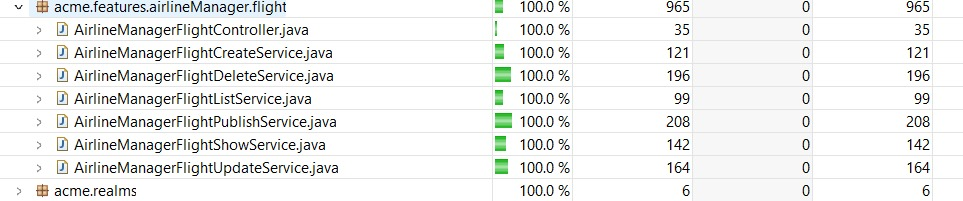 acme.features.airlineManager.flight 100.0 % 965 0 965
AirlineManagerFlightController.java 100.0 % 35 0 35
AirlineManagerFlightCreateService.java 100.0 % 121 0 121
AirlineManagerFlightDeleteService.java 100.0 % 196 0 196
AirlineManagerFlightListService.java 100.0 % 99 0 99
AirlineManagerFlightPublishService.java 100.0 % 208 0 208
AirlineManagerFlightShowService.java 100.0 % 142 0 142
AirlineManagerFlightUpdateService.java 100.0 % 164 0 164
acme.realms 100.0 % 6 0 6